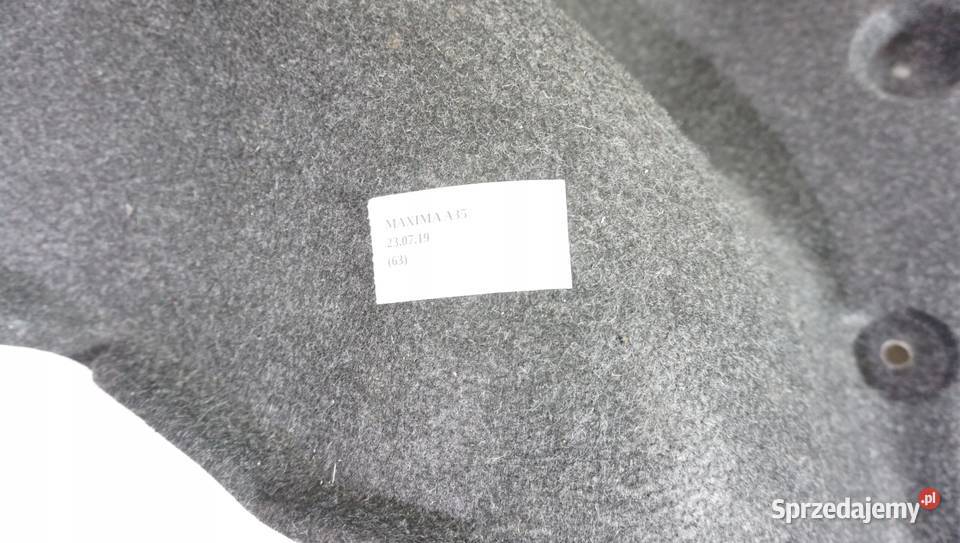 MAXIMA A35
23.07.19
(63)
Sprzedajemy.pl